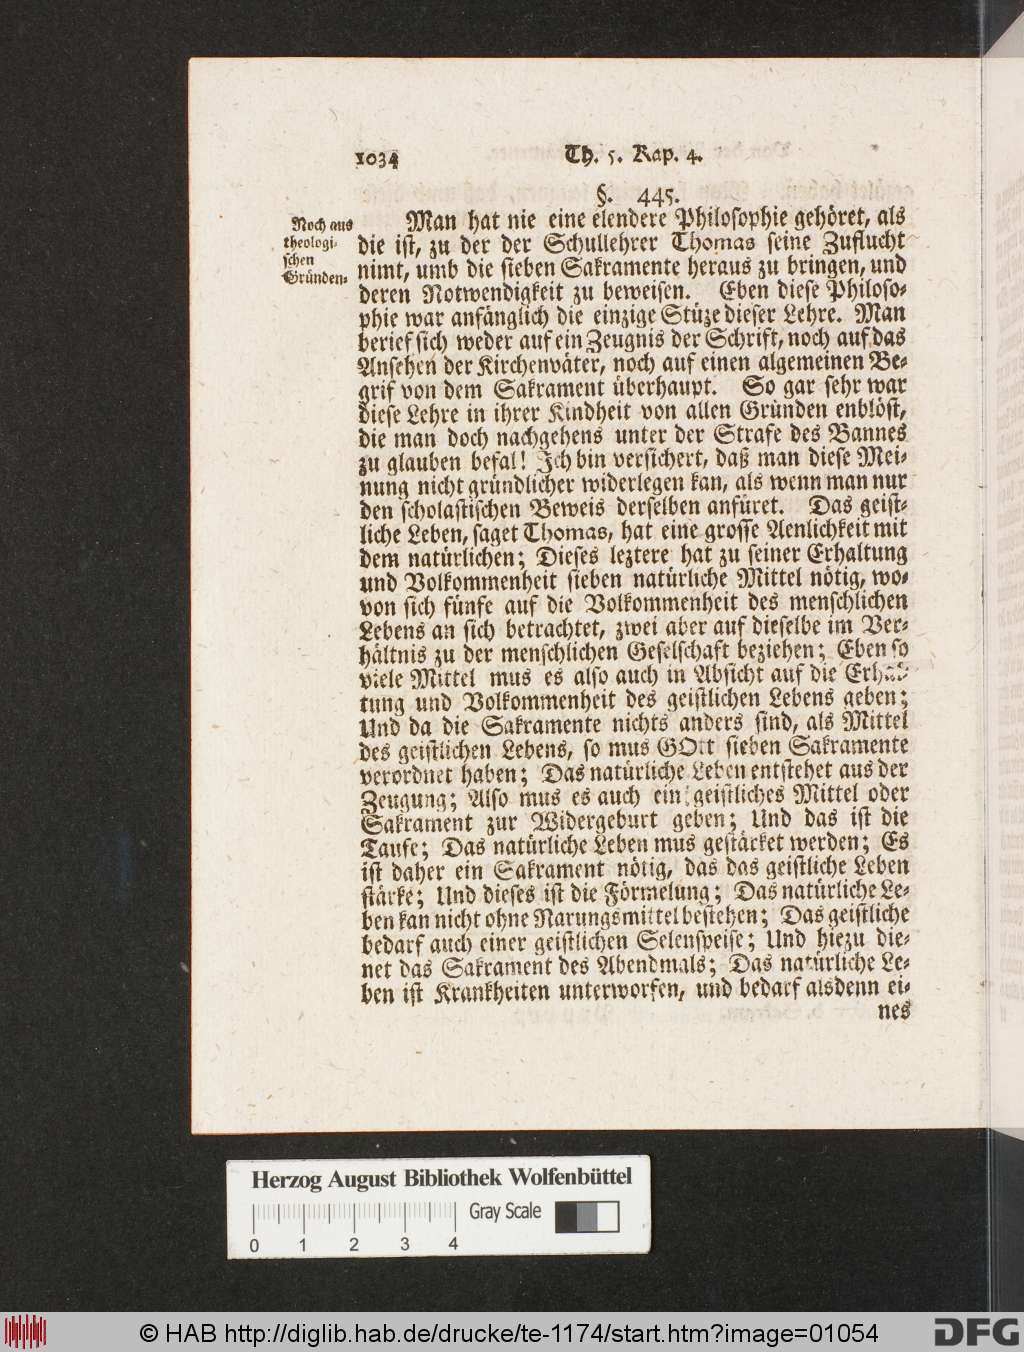 1034 Th. 5. Kap. 4.
§. 445.
Noch aus
theologi-
schen
Gründen.
Man hat nie eine elendere Philosophie gehöret, als
die ist, zu der der Schullehrer Thomas seine Zuflucht
nimt, umb die sieben Sakramente heraus zu bringen, und
deren Notwendigkeit zu beweisen. Eben diese Philoso-
phie war anfänglich die einzige Stüze dieser Lehre. Man
berief sich weder auf ein Zeugnis der Schrift, noch auf das
Ansehen der Kirchenväter, noch auf einen algemeinen Be-
grif von dem Sakrament überhaupt. So gar sehr war
diese Lehre in ihrer Kindheit von allen Gründen enblöst,
die man doch nachgehens unter der Strafe des Bannes
zu glauben befal! Ich bin versichert, daß man diese Mei-
nung nicht gründlicher widerlegen kan, als wenn man nur
den scholastischen Beweis derselben anfüret. Das geist-
liche Leben, saget Thomas, hat eine grosse Aenlichkeit mit
dem natürlichen; Dieses leztere hat zu seiner Erhaltung
und Volkommenheit sieben natürliche Mittel nötig, wo-
von sich fünfe auf die Volkommenheit des menschlichen
Lebens an sich betrachtet, zwei aber auf dieselbe im Ver-
hältnis zu der menschlichen Geselschaft beziehen; Eben so
viele Mittel mus es also auch in Absicht auf die Erhal-
tung und Volkommenheit des geistlichen Lebens geben;
Und da die Sakramente nichts anders sind, als Mittel
des geistlichen Lebens, so mus GOtt sieben Sakramente
verordnet haben; Das natürliche Leben entstehet aus der
Zeugung; Also mus es auch ein geistliches Mittel oder
Sakrament zur Widergeburt geben; Und das ist die
Taufe; Das natürliche Leben mus gestärket werden; Es
ist daher ein Sakrament nötig, das das geistliche Leben
stärke; Und dieses ist die Förmelung; Das natürliche Le-
ben kan nicht ohne Narungsmittel bestehen; Das geistliche
bedarf auch einer geistlichen Selenspeise; Und hiezu die-
net das Sakrament des Abendmals; Das natürliche Le-
ben ist Krankheiten unterworfen, und bedarf alsdenn ei-
nes
Herzog August Bibliothek Wolfenbüttel
Gray Scale
0 1 2 3 4
© HAB http://diglib.hab.de/drucke/te-1174/start.htm?image=01054
DFG